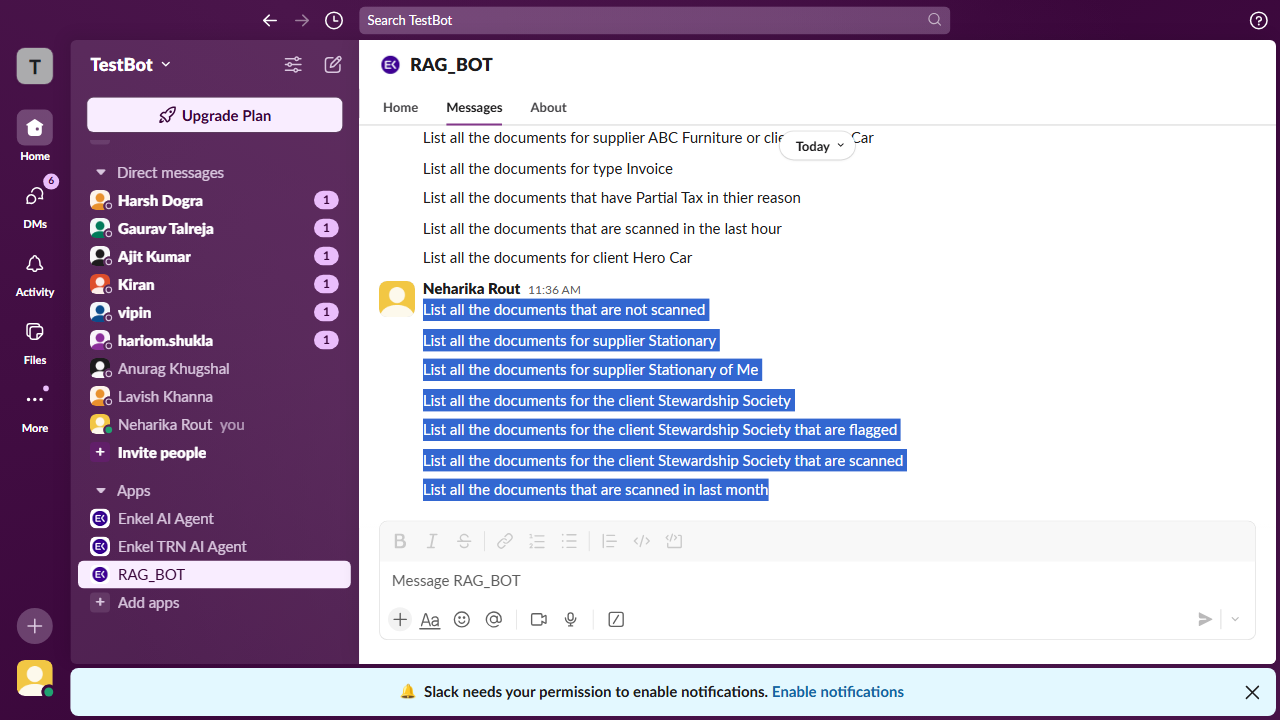 Search TestBot
T
TestBot
RAG_BOT
Upgrade Plan
Home
Messages
About
Home
6
DMs
Activity
Files
More
Direct messages
Harsh Dogra 1
Gaurav Talreja 1
Ajit Kumar 1
Kiran 1
vipin 1
hariom.shukla 1
Anurag Khugshal
Lavish Khanna
Neharika Rout you
Invite people
Apps
EK Enkel AI Agent
EK Enkel TRN AI Agent
EK RAG_BOT
Add apps
List all the documents for supplier ABC Furniture or Car
Today
List all the documents for type Invoice
List all the documents that have Partial Tax in thier reason
List all the documents that are scanned in the last hour
List all the documents for client Hero Car
Neharika Rout 11:36 AM
List all the documents that are not scanned
List all the documents for supplier Stationary
List all the documents for supplier Stationary of Me
List all the documents for the client Stewardship Society
List all the documents for the client Stewardship Society that are flagged
List all the documents for the client Stewardship Society that are scanned
List all the documents that are scanned in last month
Message RAG_BOT
Aa
Slack needs your permission to enable notifications. Enable notifications